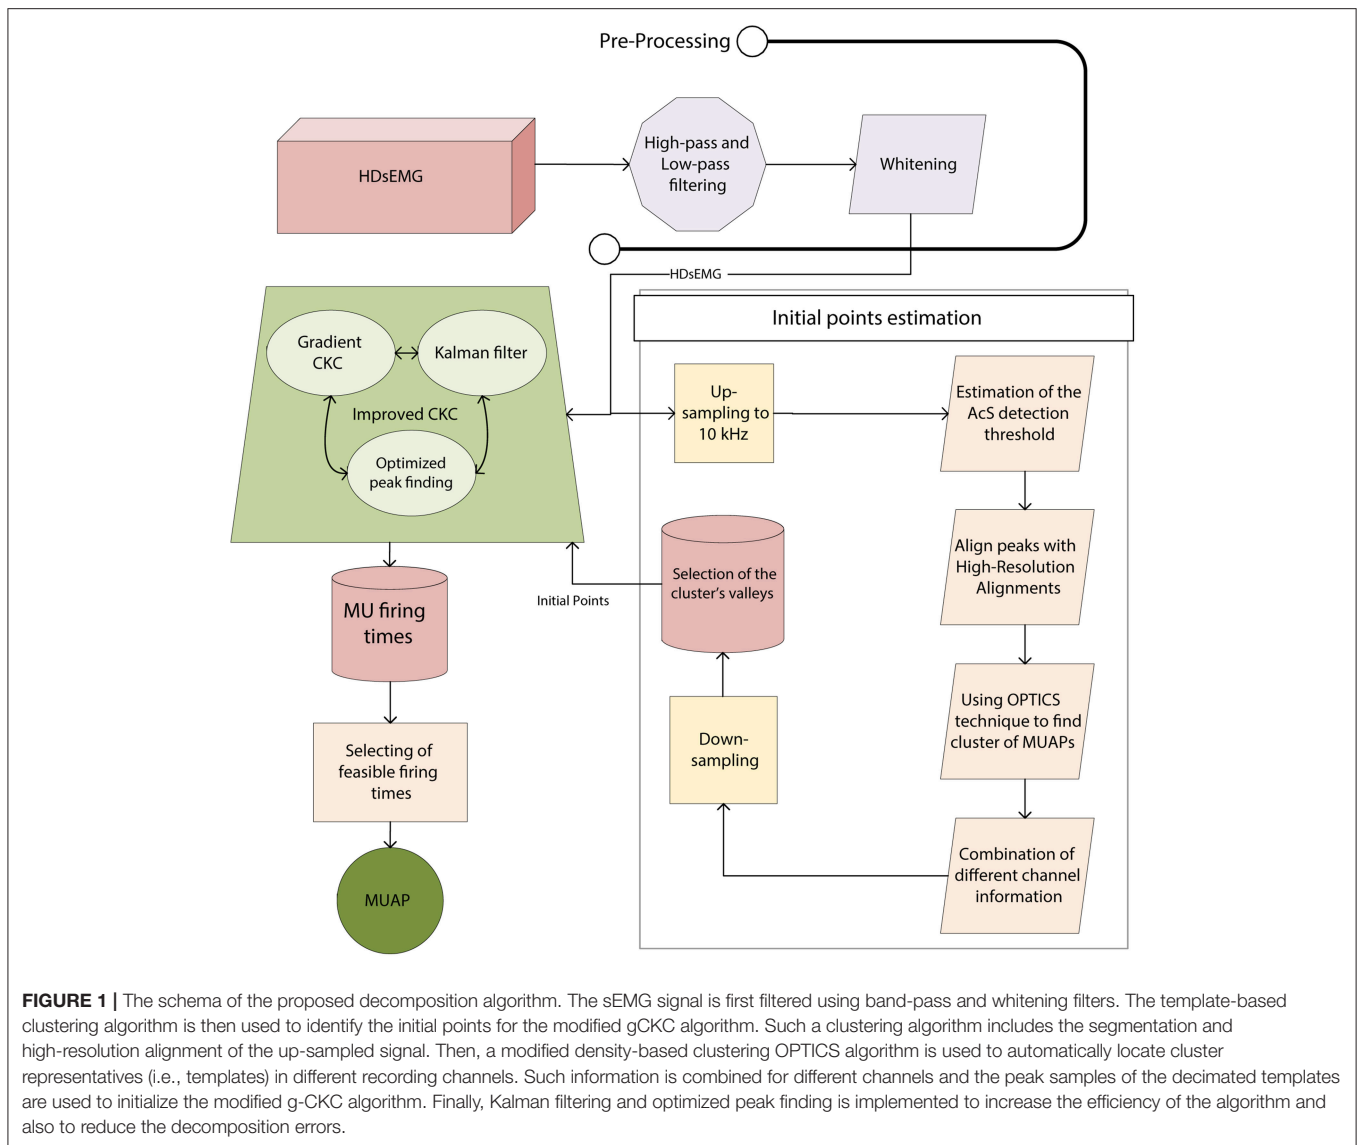 Pre-Processing
HDsEMG
High-pass and
Low-pass
filtering
Whitening
HDsEMG
Initial points estimation
Gradient
CKC
Kalman filter
Improved CKC
Optimized
peak finding
Up-
sampling to
10 kHz
Estimation of the
AcS detection
threshold
Align peaks with
High-Resolution
Alignments
Using OPTICS
technique to find
cluster of MUAPs
Combination of
different channel
information
Down-
sampling
Selection of the
cluster's valleys
Initial Points
MU firing
times
Selecting of
feasible firing
times
MUAP
FIGURE 1 | The schema of the proposed decomposition algorithm. The sEMG signal is first filtered using band-pass and whitening filters. The template-based
clustering algorithm is then used to identify the initial points for the modified gCKC algorithm. Such a clustering algorithm includes the segmentation and
high-resolution alignment of the up-sampled signal. Then, a modified density-based clustering OPTICS algorithm is used to automatically locate cluster
representatives (i.e., templates) in different recording channels. Such information is combined for different channels and the peak samples of the decimated templates
are used to initialize the modified g-CKC algorithm. Finally, Kalman filtering and optimized peak finding is implemented to increase the efficiency of the algorithm and
also to reduce the decomposition errors.